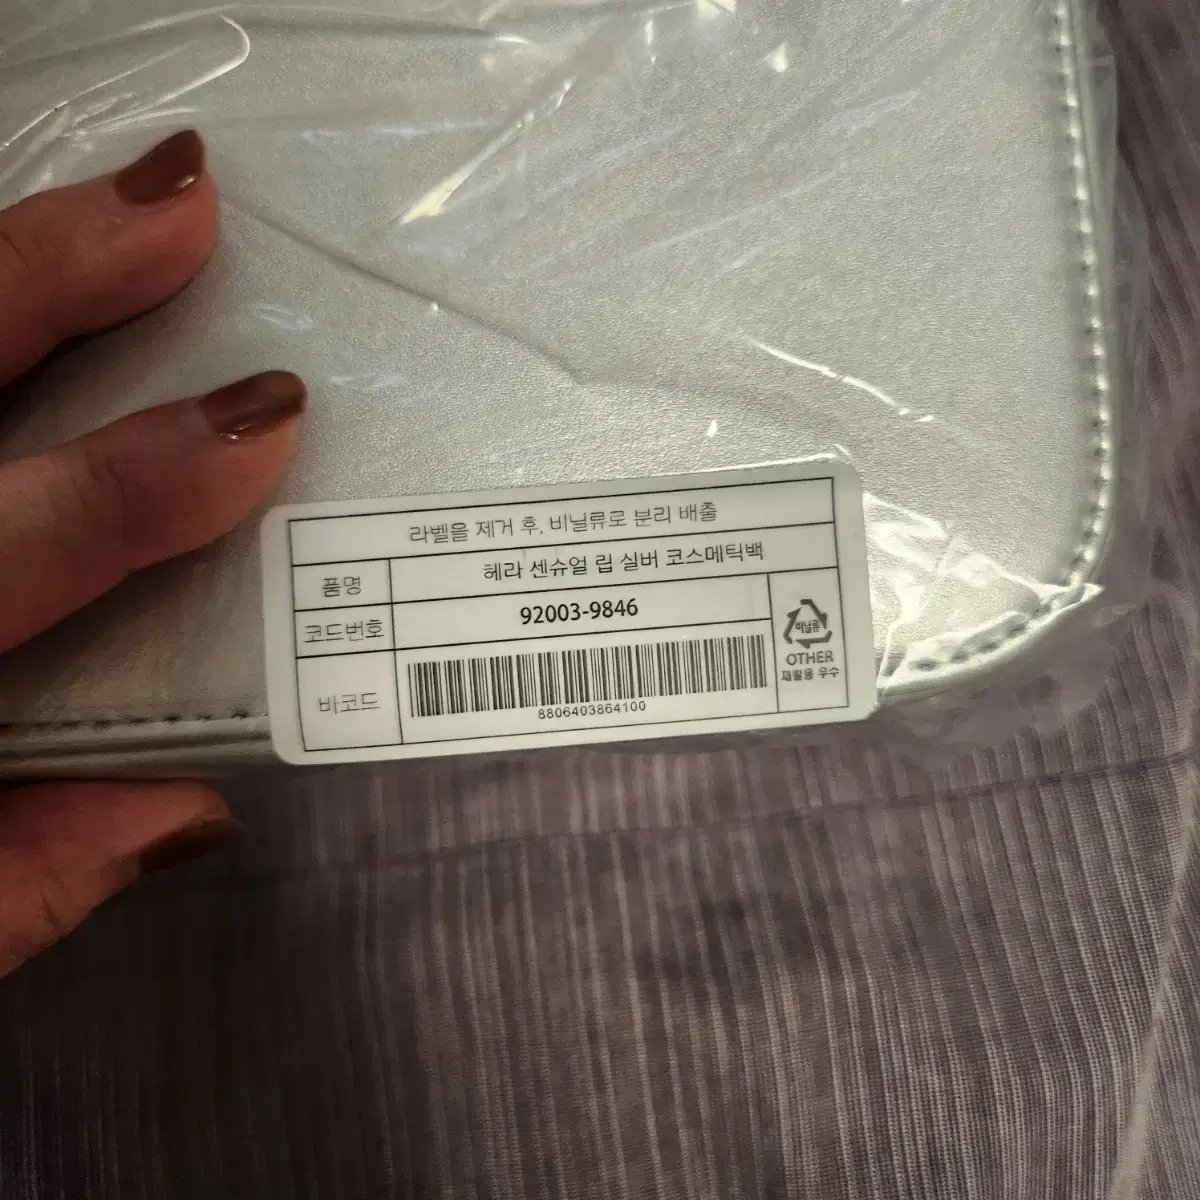 라벨을 제거 후, 비닐류로 분리 배출
품명 헤라 센슈얼 립 실버 코스메틱백
코드번호 92003-9846
바코드 8806403864100
비닐류
OTHER
재활용 우수